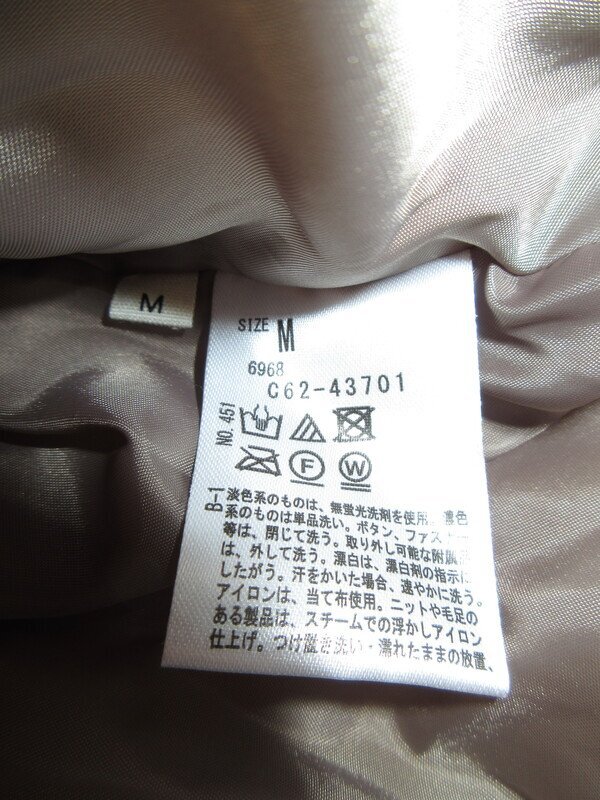 M
SIZE M
6968
C62-43701
NO. 451
F W
B-1
淡色系のものは、無蛍光洗剤を使用。濃色
系のものは単品洗い。ボタン、ファスナー
等は、閉じて洗う。取り外し可能な附属品
は、外して洗う。漂白は、漂白剤の指示に
したがう。汗をかいた場合、速やかに洗う。
アイロンは、当て布使用。ニットや毛足の
ある製品は、スチームでの浮かしアイロン
仕上げ。つけ置き洗い・濡れたままの放置、